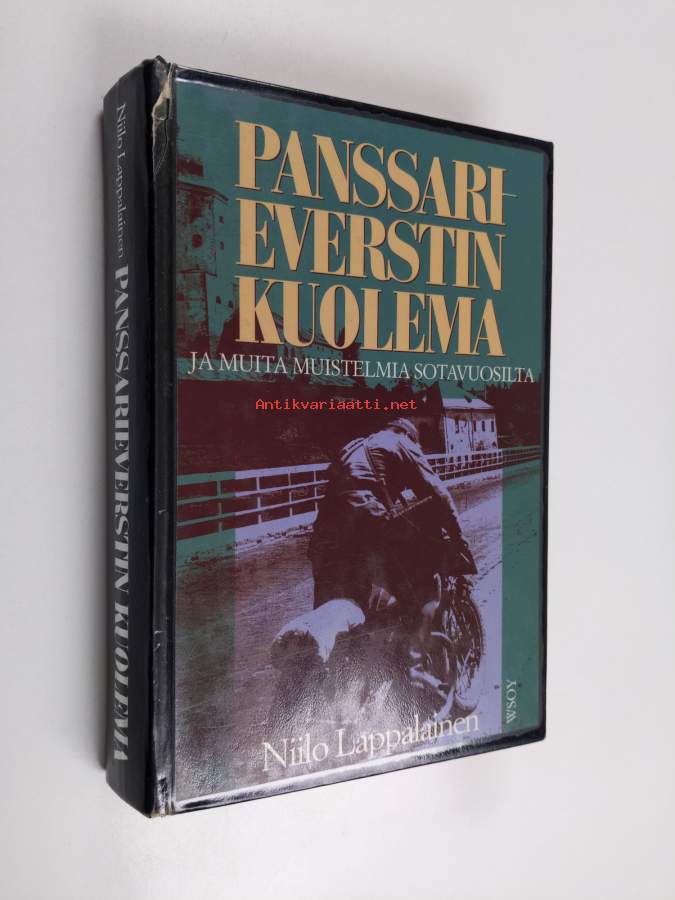 PANSSARI-
EVERSTIN
KUOLEMA
JA MUITA MUISTELMIA SOTAVUOSILTA
Antikvariaatti.net
Niilo Lappalainen
WSOY
Niilo Lappalainen PANSSARIEVERSTIN KUOLEMA